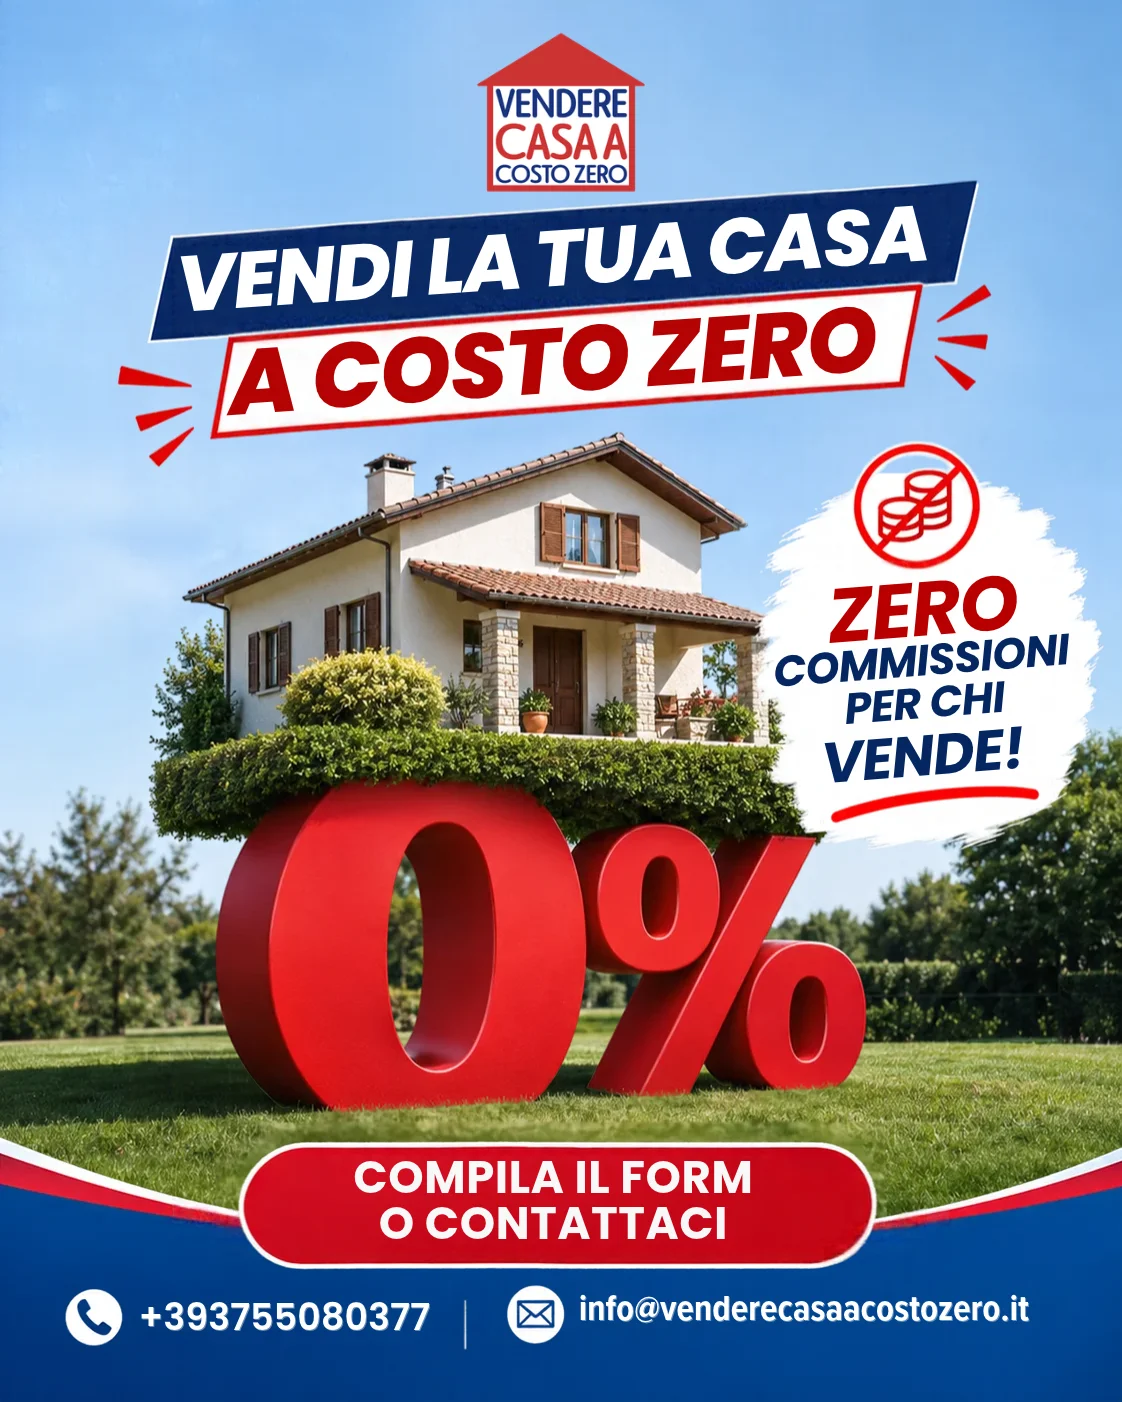 VENDERE
CASA A
COSTO ZERO
VENDI LA TUA CASA
A COSTO ZERO
ZERO
COMMISSIONI
PER CHI
VENDE!
0%
COMPILA IL FORM
O CONTATTACI
+393755080377
info@venderecasaacostozero.it